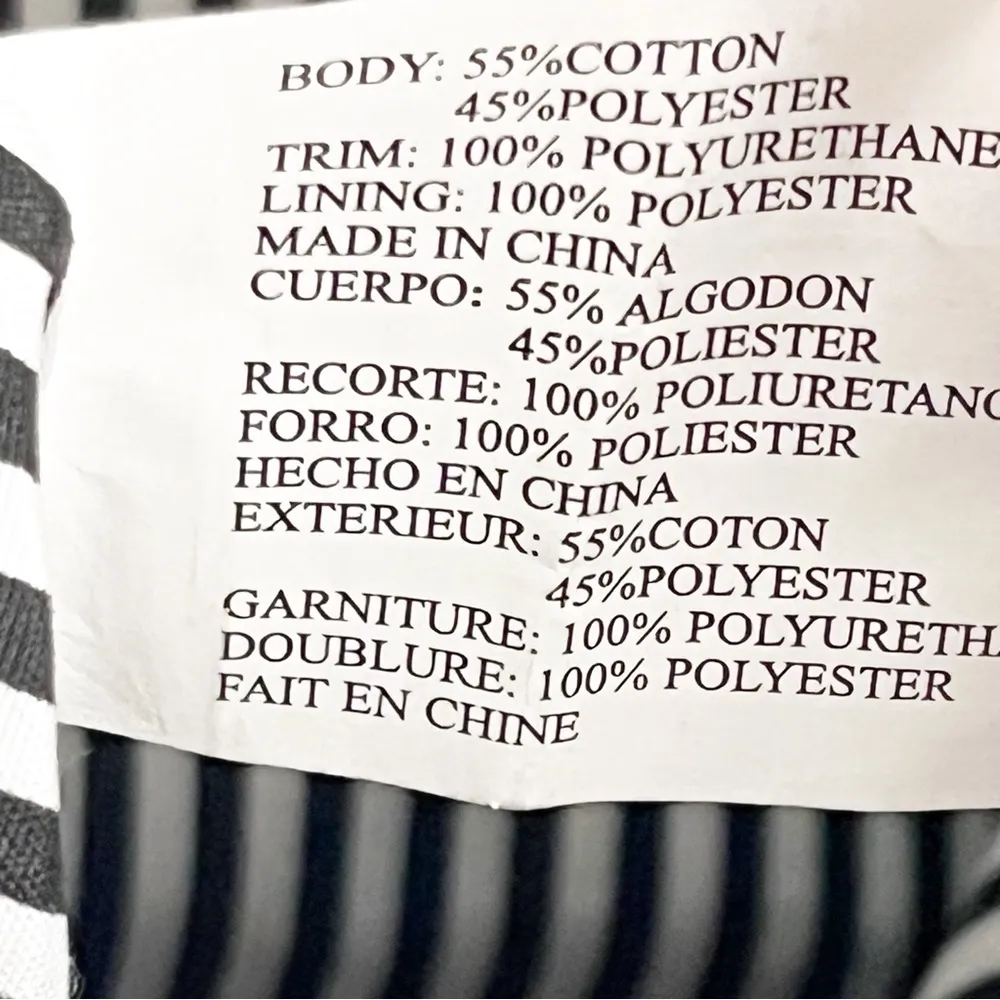 BODY: 55%COTTON
45%POLYESTER
TRIM: 100% POLYURETHANE
LINING: 100% POLYESTER
MADE IN CHINA
CUERPO: 55% ALGODON
45%POLIESTER
RECORTE: 100% POLIURETANO
FORRO: 100% POLIESTER
HECHO EN CHINA
EXTERIEUR: 55%COTON
45%POLYESTER
GARNITURE: 100% POLYURETH
DOUBLURE: 100% POLYESTER
FAIT EN CHINE